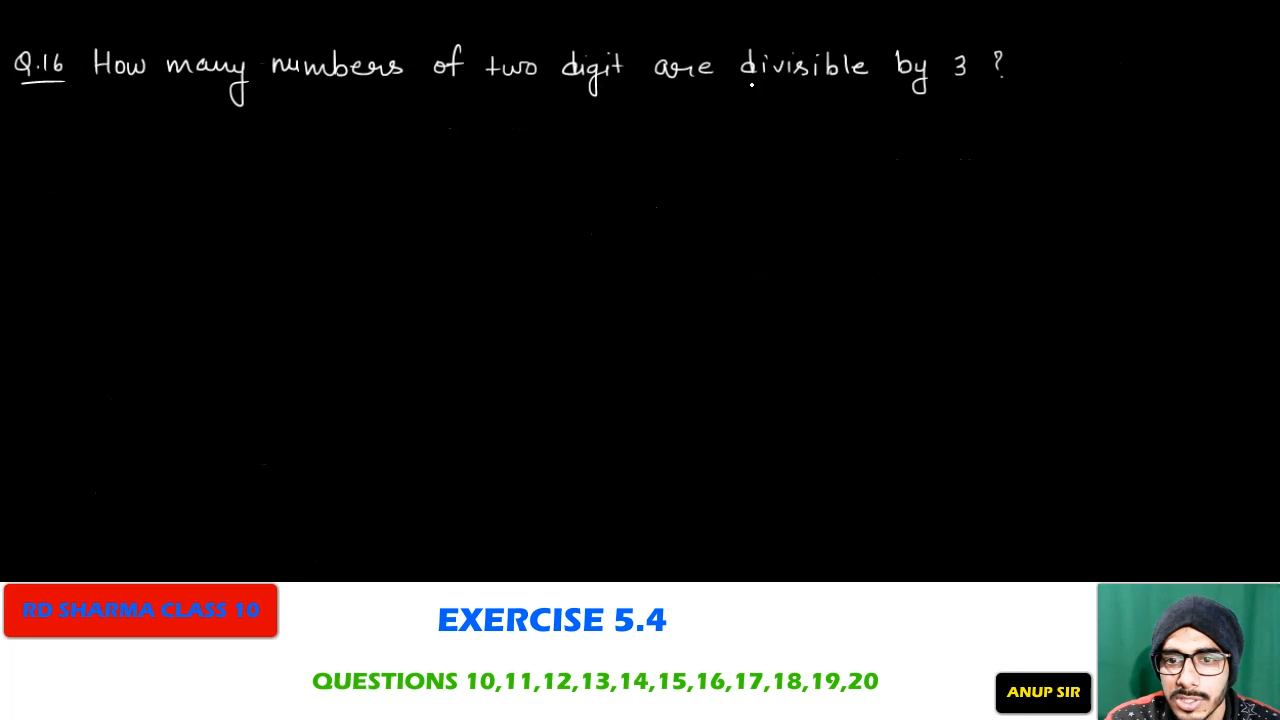 Q.16 How many numbers of two digit are divisible by 3 ?
RD SHARMA CLASS 10
EXERCISE 5.4
QUESTIONS 10,11,12,13,14,15,16,17,18,19,20
ANUP SIR